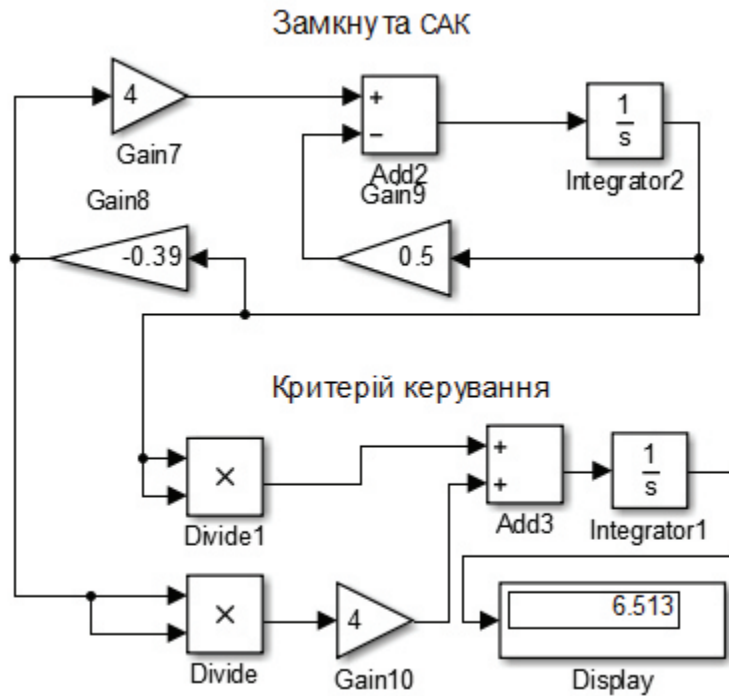 Замкнута САК
4
Gain7
+
−
Add2
1
s
Integrator2
Gain8
-0.39
Gain9
0.5
Критерій керування
×
Divide1
+
+
Add3
1
s
Integrator1
×
Divide
4
Gain10
6.513
Display